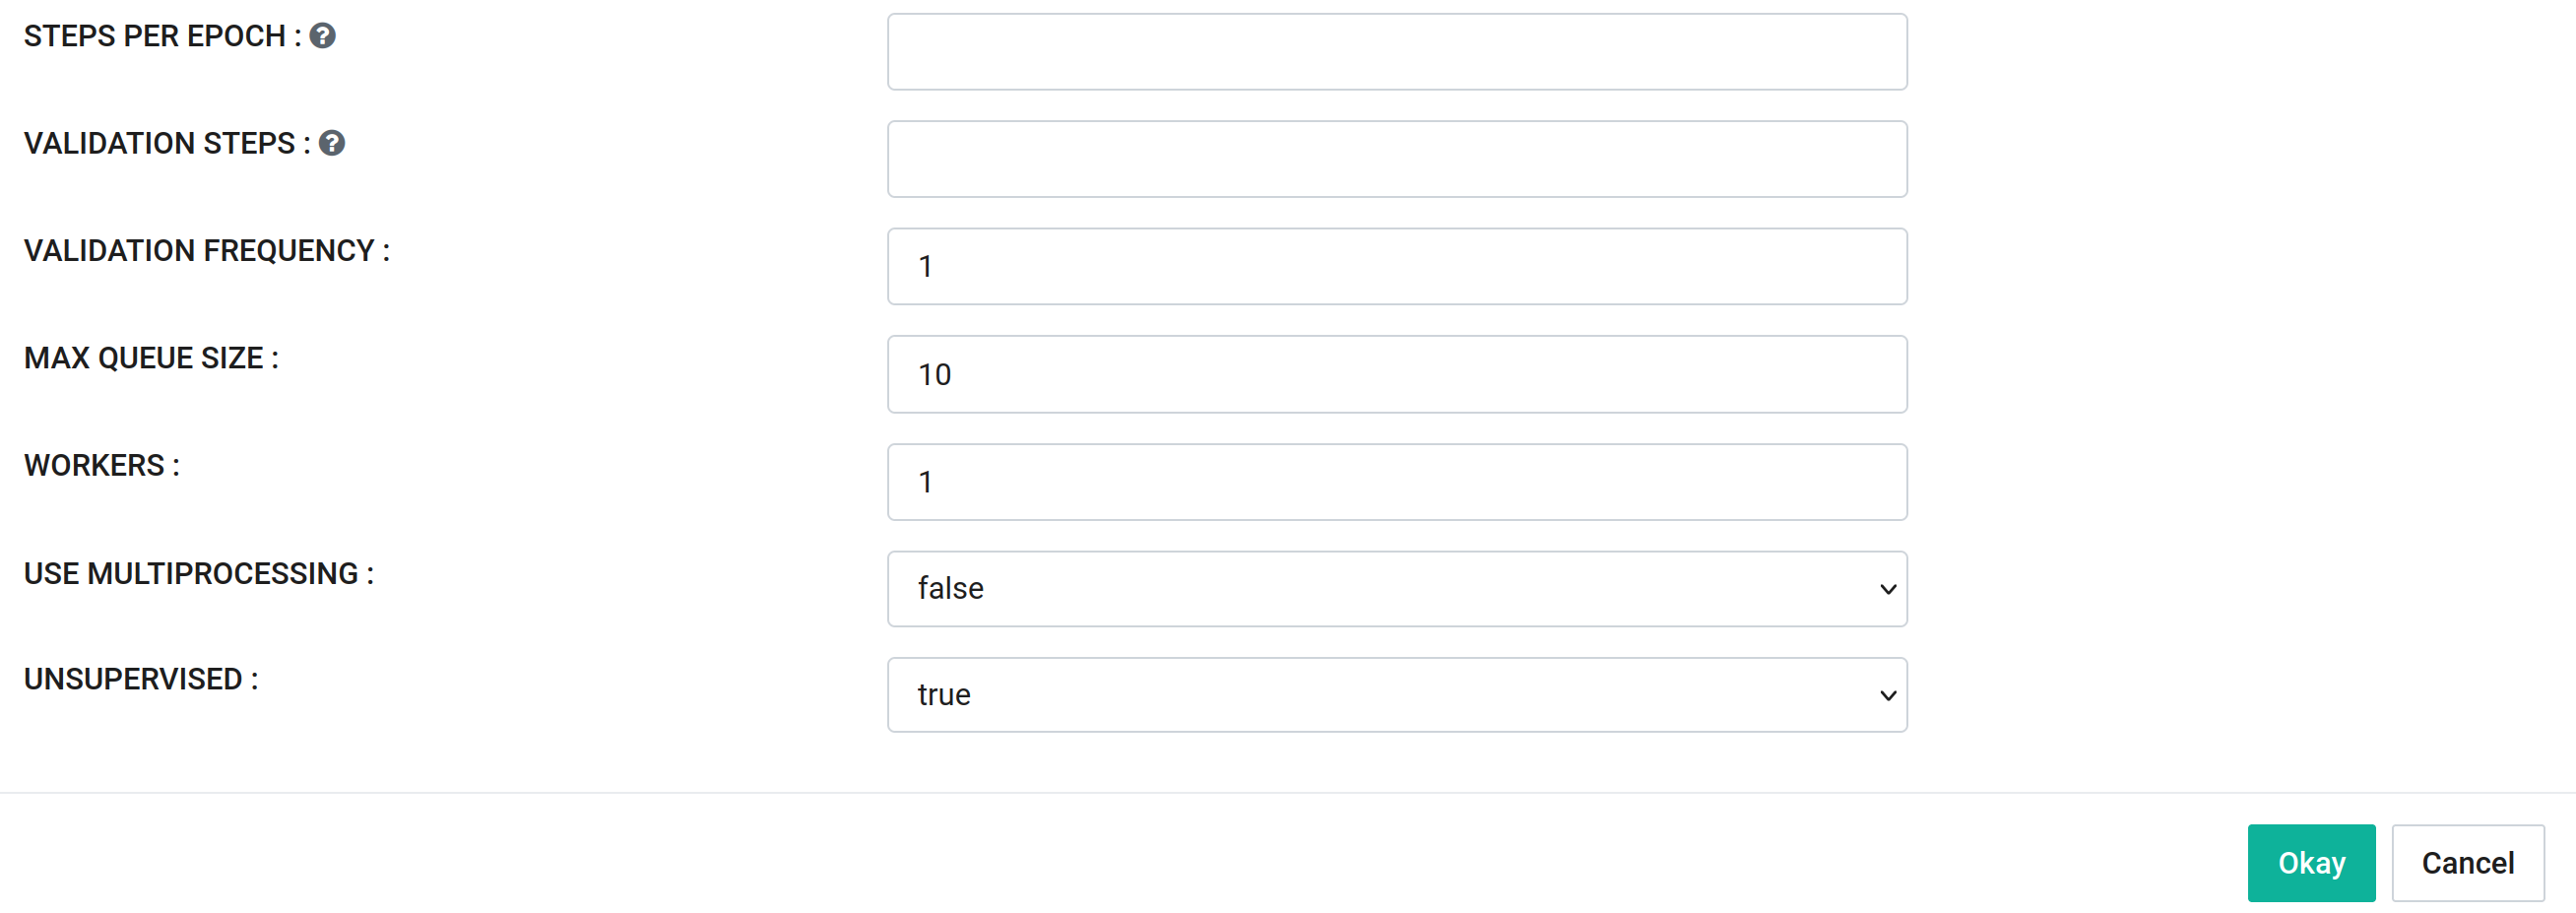 STEPS PER EPOCH : ?
VALIDATION STEPS : ?
VALIDATION FREQUENCY :
1
MAX QUEUE SIZE :
10
WORKERS :
1
USE MULTIPROCESSING :
false
UNSUPERVISED :
true
Okay
Cancel